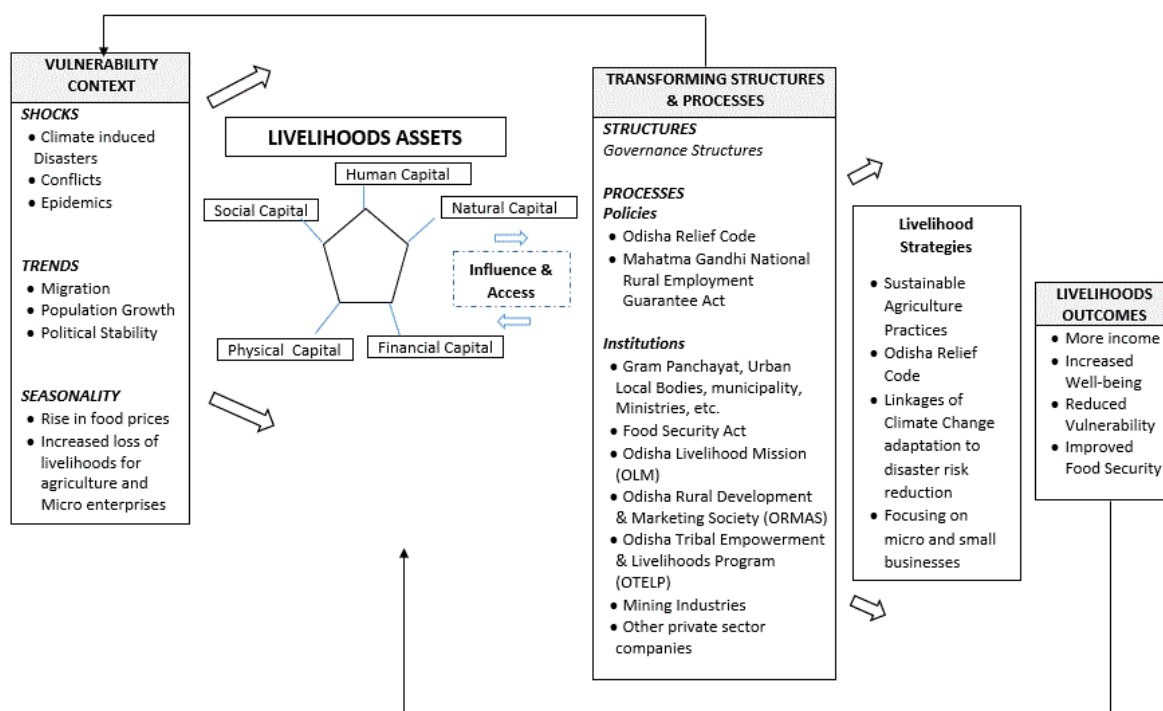 VULNERABILITY
CONTEXT
SHOCKS
• Climate induced
Disasters
• Conflicts
• Epidemics
TRENDS
• Migration
• Population Growth
• Political Stability
SEASONALITY
• Rise in food prices
• Increased loss of
livelihoods for
agriculture and
Micro enterprises
LIVELIHOODS ASSETS
Human Capital
Social Capital
Natural Capital
Physical Capital
Financial Capital
Influence &
Access
TRANSFORMING STRUCTURES
& PROCESSES
STRUCTURES
Governance Structures
PROCESSES
Policies
• Odisha Relief Code
• Mahatma Gandhi National
Rural Employment
Guarantee Act
Institutions
• Gram Panchayat, Urban
Local Bodies, municipality,
Ministries, etc.
• Food Security Act
• Odisha Livelihood Mission
(OLM)
• Odisha Rural Development
& Marketing Society (ORMAS)
• Odisha Tribal Empowerment
& Livelihoods Program
(OTELP)
• Mining Industries
• Other private sector
companies
Livelihood
Strategies
• Sustainable
Agriculture
Practices
• Odisha Relief
Code
• Linkages of
Climate Change
adaptation to
disaster risk
reduction
• Focusing on
micro and small
businesses
LIVELIHOODS
OUTCOMES
• More income
• Increased
Well-being
• Reduced
Vulnerability
• Improved
Food Security